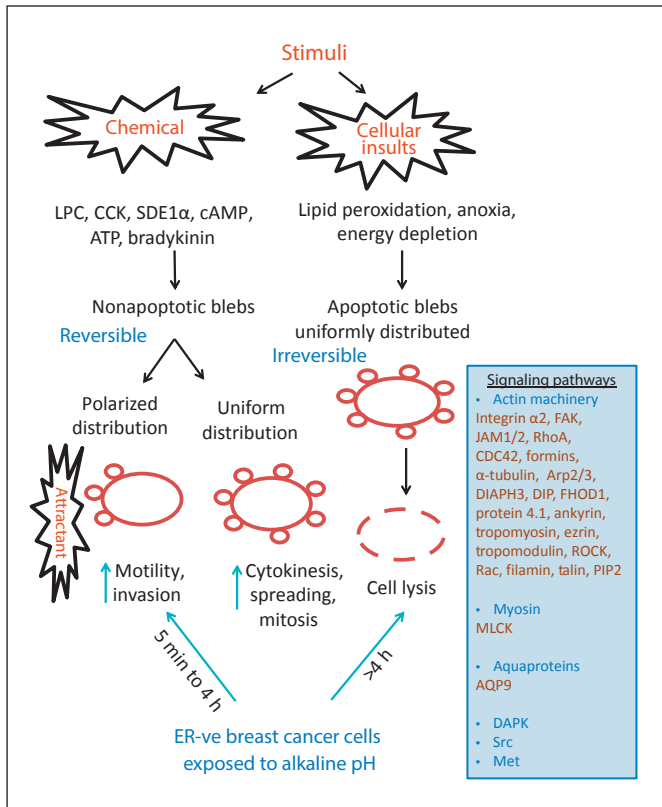 Stimuli
Chemical
Cellular
insults
LPC, CCK, SDE1α, cAMP,
ATP, bradykinin
Lipid peroxidation, anoxia,
energy depletion
Nonapoptotic blebs
Reversible
Apoptotic blebs
uniformly distributed
Irreversible
Polarized
distribution
Uniform
distribution
Attractant
Motility,
invasion
Cytokinesis,
spreading,
mitosis
Cell lysis
5 min to 4 h
>4 h
ER-ve breast cancer cells
exposed to alkaline pH
Signaling pathways
• Actin machinery
Integrin α2, FAK,
JAM1/2, RhoA,
CDC42, formins,
α-tubulin, Arp2/3,
DIAPH3, DIP, FHOD1,
protein 4.1, ankyrin,
tropomyosin, ezrin,
tropomodulin, ROCK,
Rac, filamin, talin, PIP2
• Myosin
MLCK
• Aquaproteins
AQP9
• DAPK
• Src
• Met